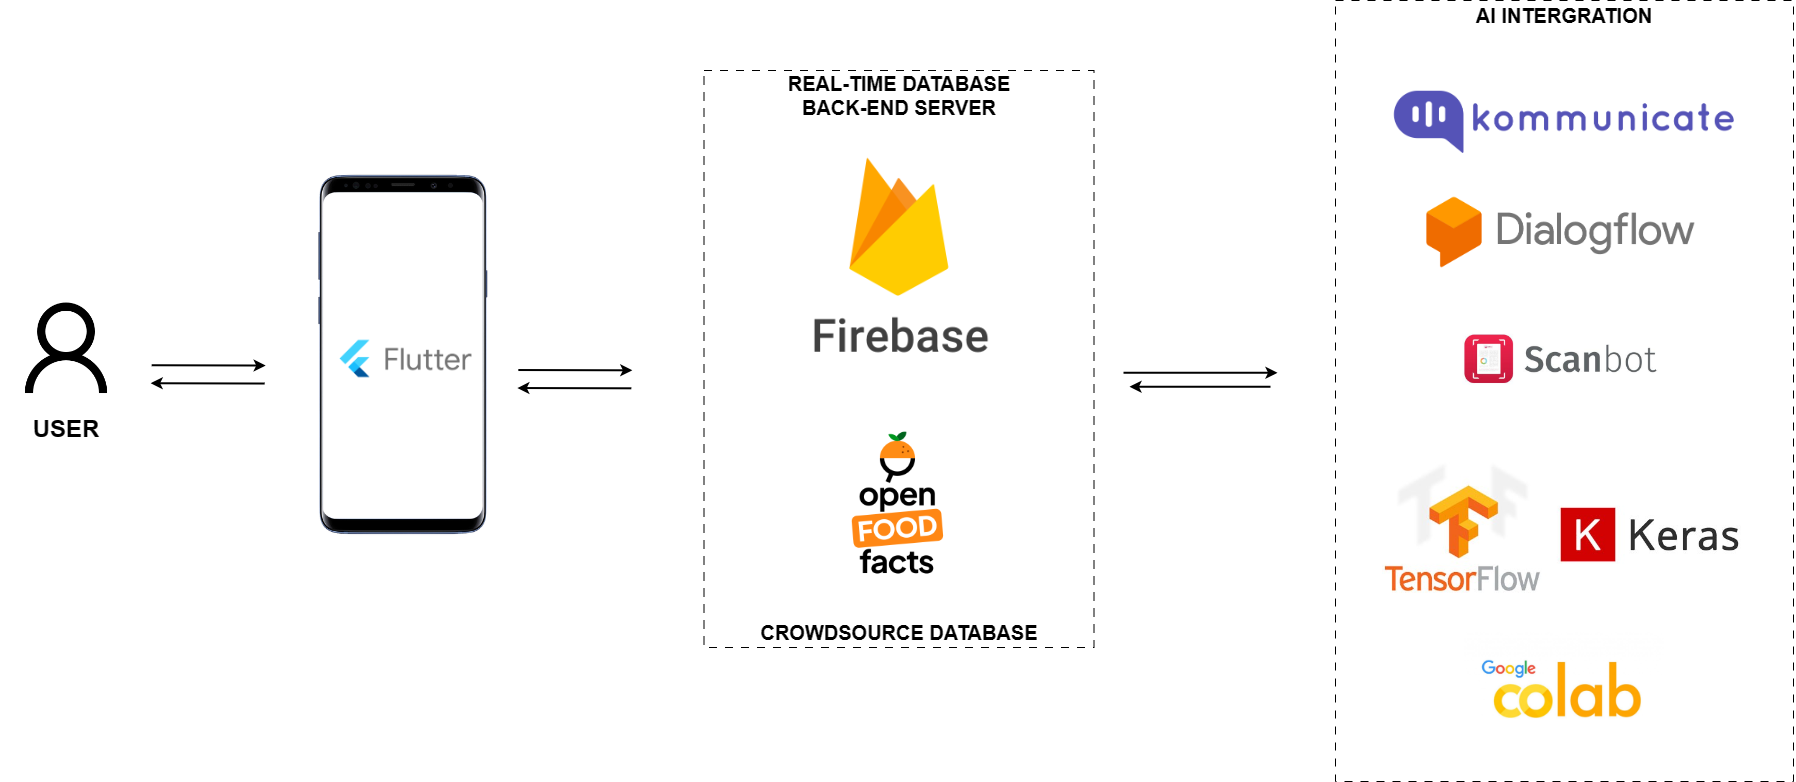 USER
Flutter
REAL-TIME DATABASE
BACK-END SERVER
Firebase
open
FOOD
facts
CROWDSOURCE DATABASE
AI INTERGRATION
kommunicate
Dialogflow
Scanbot
TensorFlow
K Keras
Google
colab